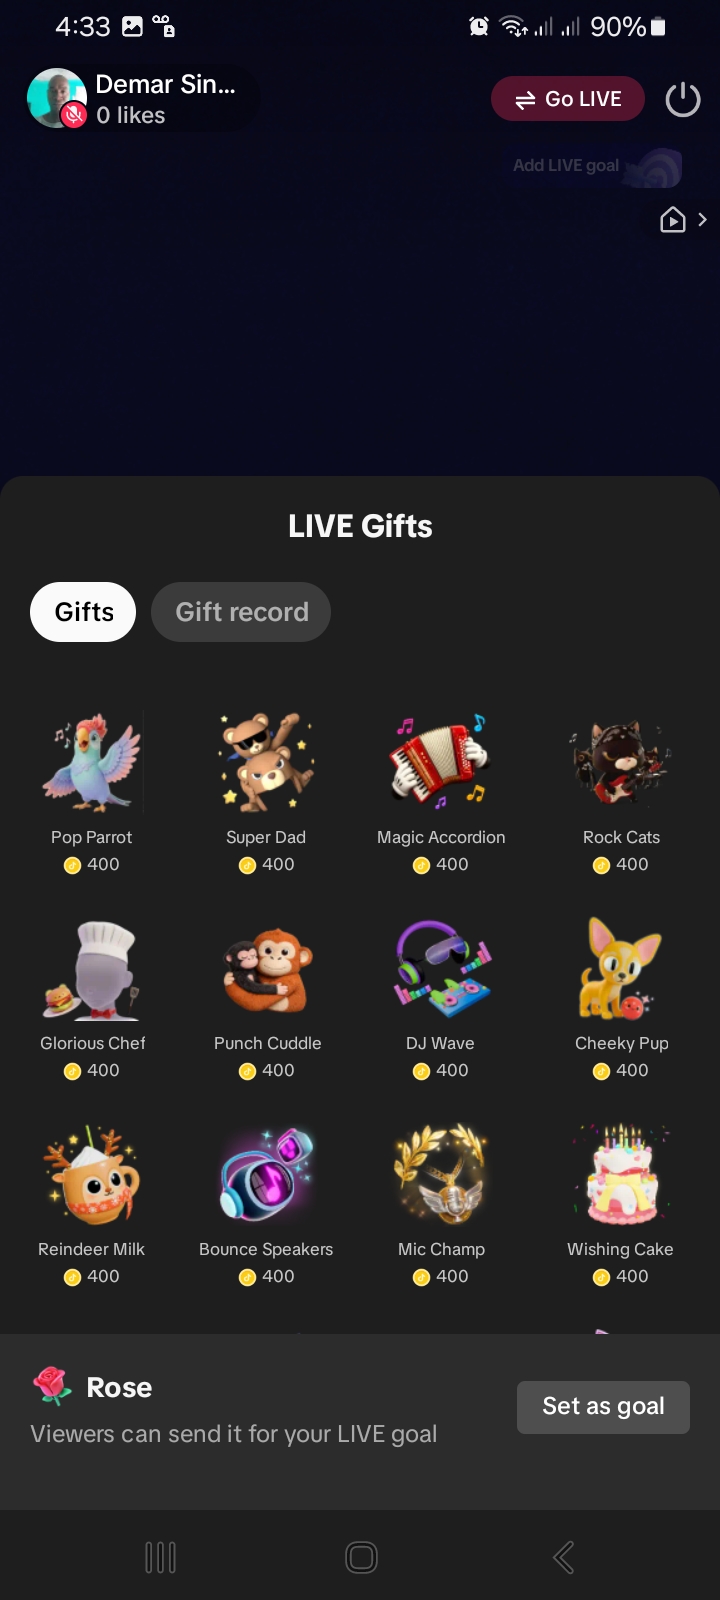 4:33
90%
Demar Sin...
0 likes
Go LIVE
Add LIVE goal
LIVE Gifts
Gifts
Gift record
Pop Parrot
Super Dad
Magic Accordion
Rock Cats
400
400
400
400
Glorious Chef
Punch Cuddle
DJ Wave
Cheeky Pup
400
400
400
400
Reindeer Milk
Bounce Speakers
Mic Champ
Wishing Cake
400
400
400
400
Rose
Set as goal
Viewers can send it for your LIVE goal